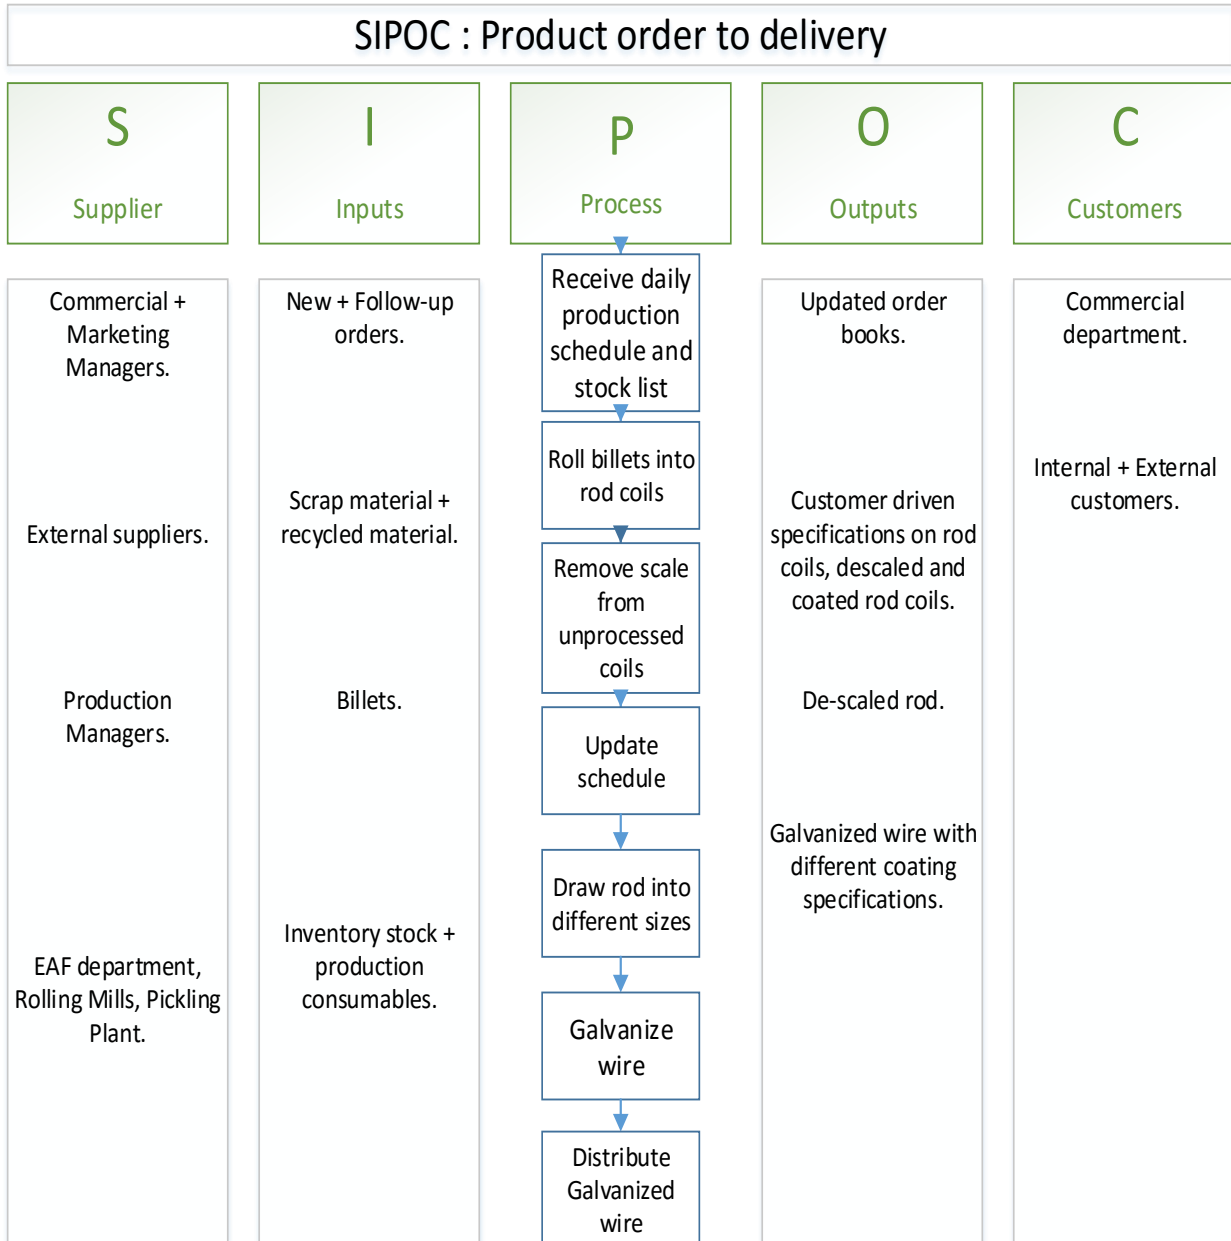 SIPOC : Product order to delivery
S
Supplier
I
Inputs
P
Process
O
Outputs
C
Customers
Commercial +
Marketing
Managers.
External suppliers.
Production
Managers.
EAF department,
Rolling Mills, Pickling
Plant.
New + Follow-up
orders.
Scrap material +
recycled material.
Billets.
Inventory stock +
production
consumables.
Receive daily
production
schedule and
stock list
Roll billets into
rod coils
Remove scale
from
unprocessed
coils
Update
schedule
Draw rod into
different sizes
Galvanize
wire
Distribute
Galvanized
wire
Updated order
books.
Customer driven
specifications on rod
coils, descaled and
coated rod coils.
De-scaled rod.
Galvanized wire with
different coating
specifications.
Commercial
department.
Internal + External
customers.